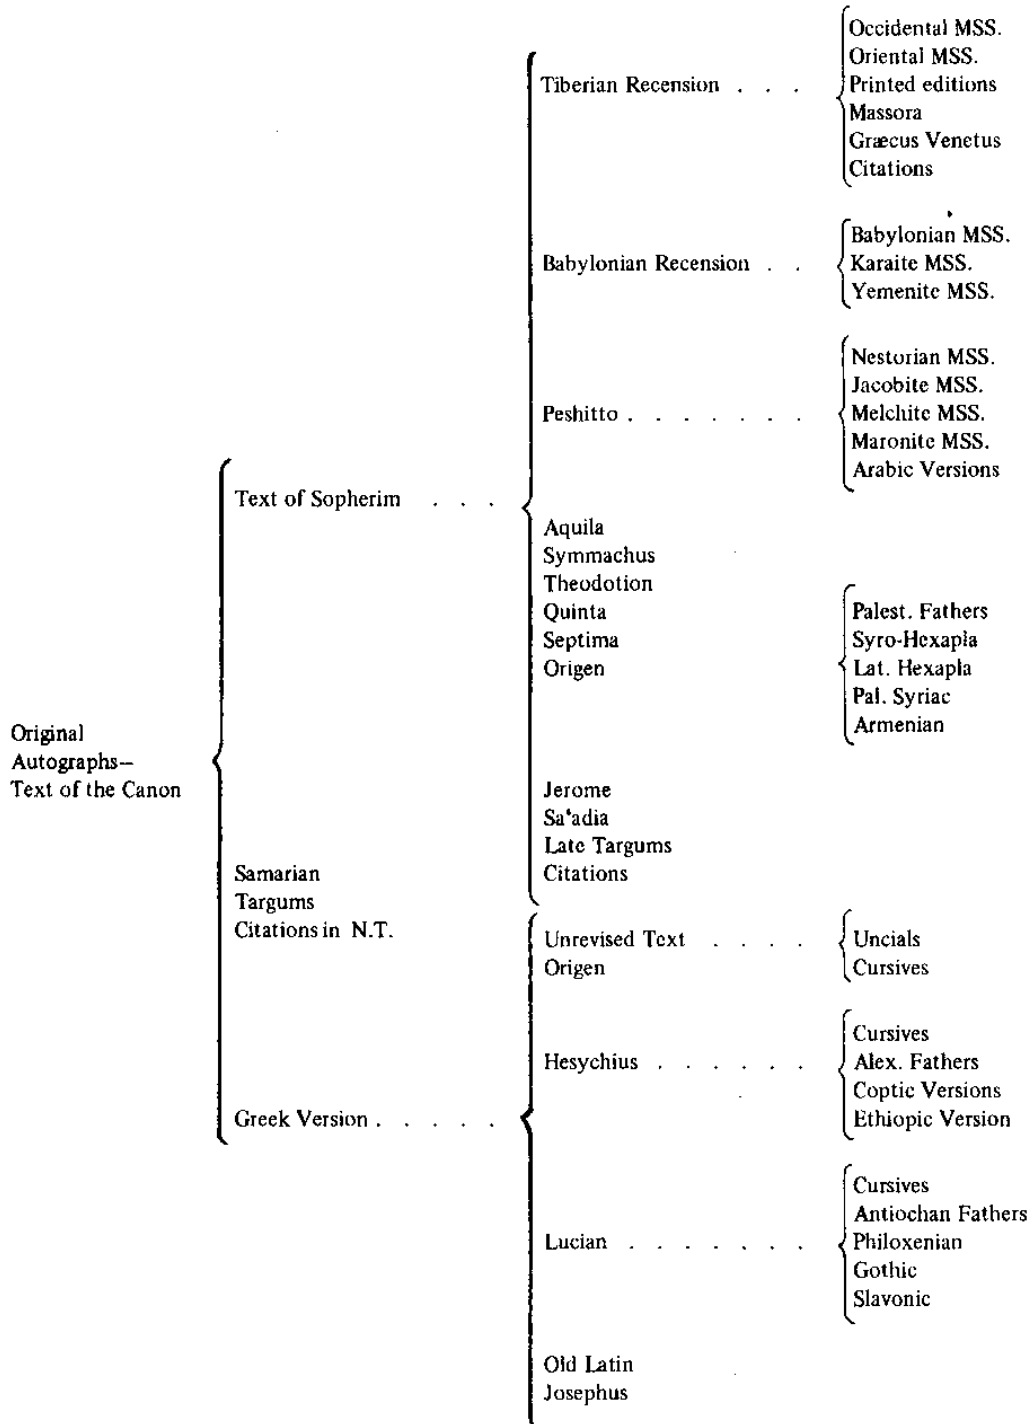 Original
Autographs—
Text of the Canon
Text of Sopherim . . .
Tiberian Recension . . .
Occidental MSS.
Oriental MSS.
Printed editions
Massora
Græcus Venetus
Citations
Babylonian Recension . .
Babylonian MSS.
Karaite MSS.
Yemenite MSS.
Peshitto . . . . . . .
Nestorian MSS.
Jacobite MSS.
Melchite MSS.
Maronite MSS.
Arabic Versions
Aquila
Symmachus
Theodotion
Quinta
Septima
Origen
Palest. Fathers
Syro-Hexapla
Lat. Hexapla
Pal. Syriac
Armenian
Jerome
Sa‘adia
Late Targums
Citations
Samarian
Targums
Citations in N.T.
Greek Version . . . . .
Unrevised Text . . . .
Origen
Uncials
Cursives
Hesychius . . . . . .
Cursives
Alex. Fathers
Coptic Versions
Ethiopic Version
Lucian . . . . . . .
Cursives
Antiochan Fathers
Philoxenian
Gothic
Slavonic
Old Latin
Josephus